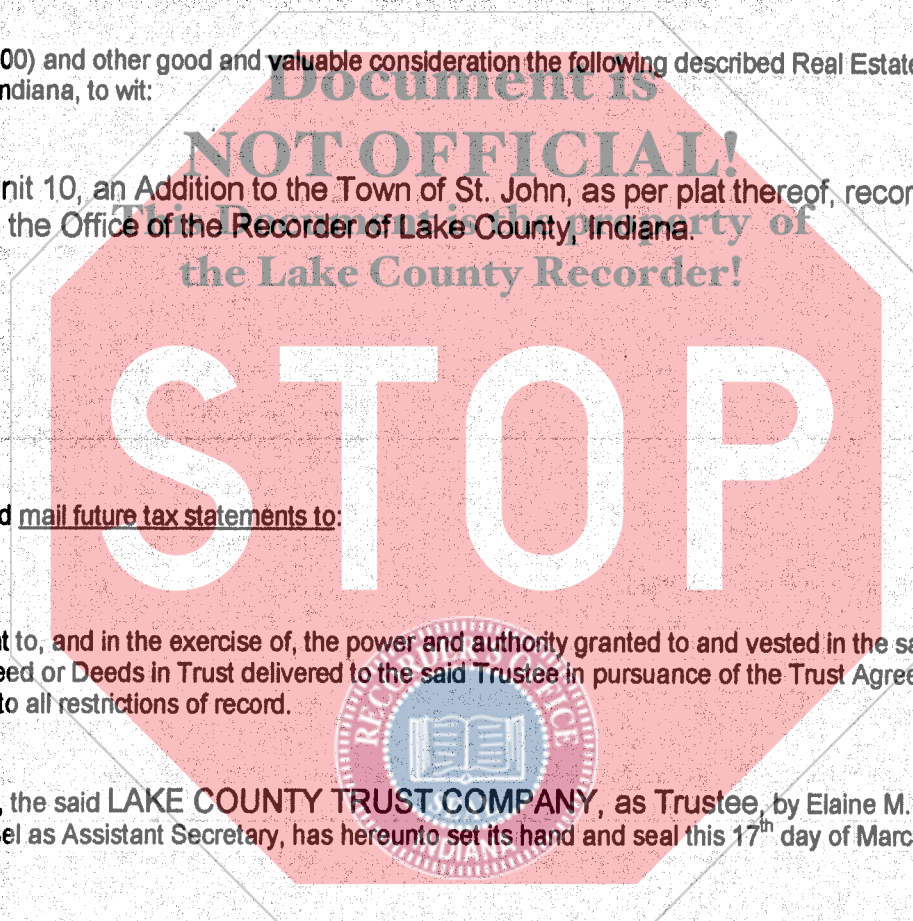 00) and other good and valuable consideration the following described Real Estate
ndiana, to wit:
Document is
NOT OFFICIAL!
nit 10, an Addition to the Town of St. John, as per plat thereof, recor
This Document is the property of
the Office of the Recorder of Lake County, Indiana.
the Lake County Recorder!
STOP
d mail future tax statements to:
t to, and in the exercise of, the power and authority granted to and vested in the sa
eed or Deeds in Trust delivered to the said Trustee in pursuance of the Trust Agree
to all restrictions of record.
RECORDER'S OFFICE
, the said LAKE COUNTY TRUST COMPANY, as Trustee, by Elaine M.
el as Assistant Secretary, has hereunto set its hand and seal this 17th day of Marc
INDIANA